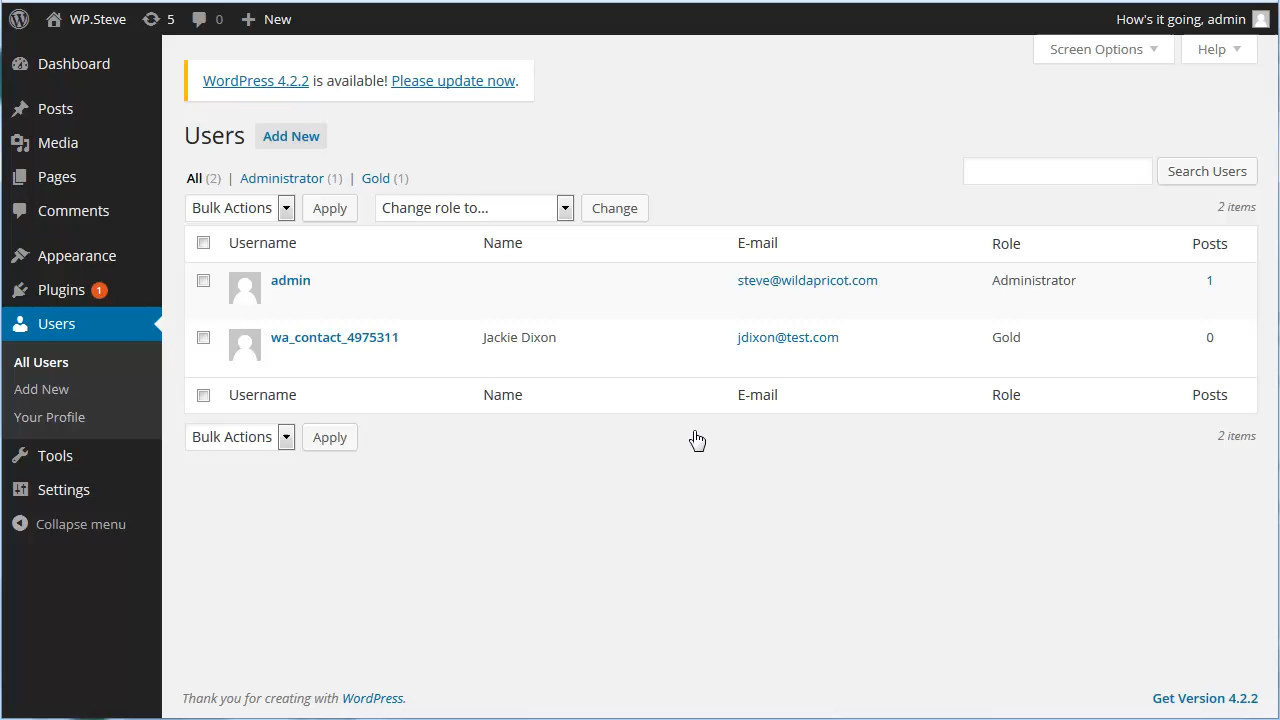 WP.Steve 5 0 New How's it going, admin
Screen Options Help
Dashboard
Posts
Media
Pages
Comments
Appearance
Plugins 1
Users
All Users
Add New
Your Profile
Tools
Settings
Collapse menu
WordPress 4.2.2 is available! Please update now.
Users Add New
All (2) | Administrator (1) | Gold (1)
Search Users
Bulk Actions Apply Change role to... Change 2 items
Username Name E-mail Role Posts
admin steve@wildapricot.com Administrator 1
wa_contact_4975311 Jackie Dixon jdixon@test.com Gold 0
Username Name E-mail Role Posts
Bulk Actions Apply 2 items
Thank you for creating with WordPress. Get Version 4.2.2